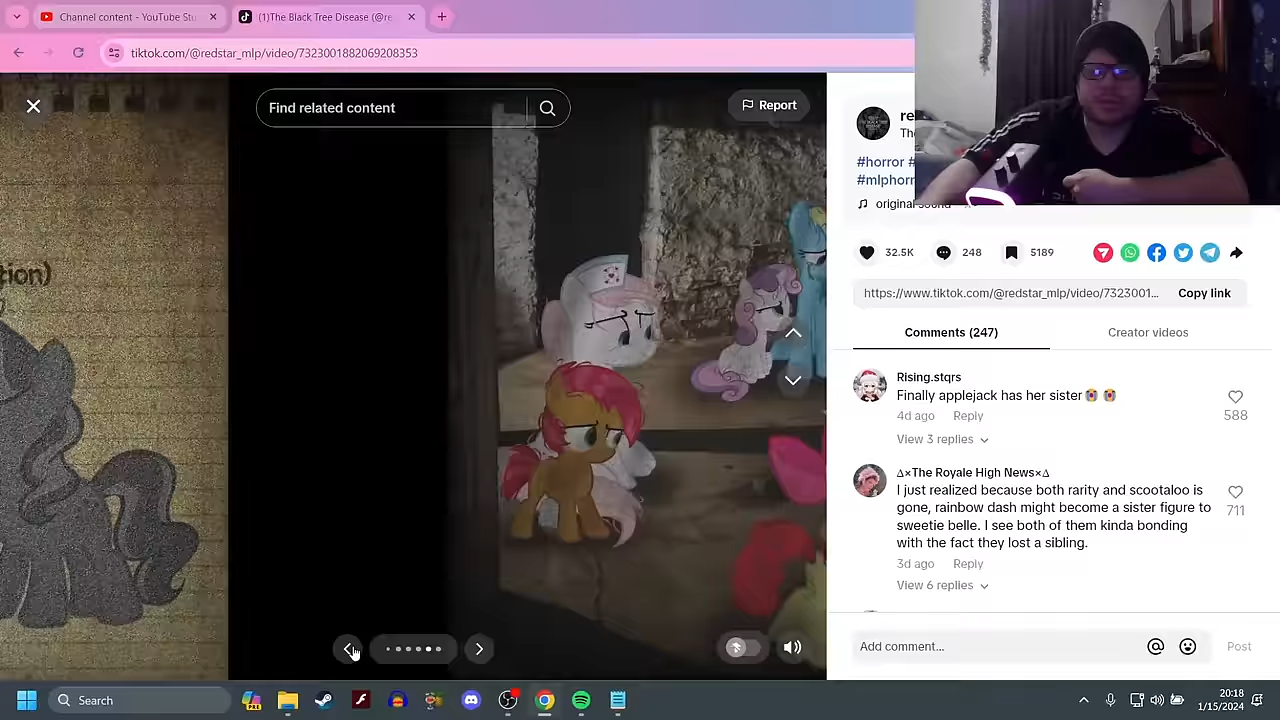 Channel content - YouTube Stu
(1)The Black Tree Disease (@re
tiktok.com/@redstar_mlp/video/7323001882069208353
Find related content
Report
re
Th
#horror #
#mlphorr
original sound
32.5K
248
5189
https://www.tiktok.com/@redstar_mlp/video/7323001...
Copy link
Comments (247)
Creator videos
tion)
Rising.stqrs
Finally applejack has her sister😭 😭
588
4d ago Reply
View 3 replies
∆×The Royale High News×∆
I just realized because both rarity and scootaloo is
gone, rainbow dash might become a sister figure to
sweetie belle. I see both of them kinda bonding
with the fact they lost a sibling.
711
3d ago Reply
View 6 replies
Add comment...
Post
Search
20:18
1/15/2024